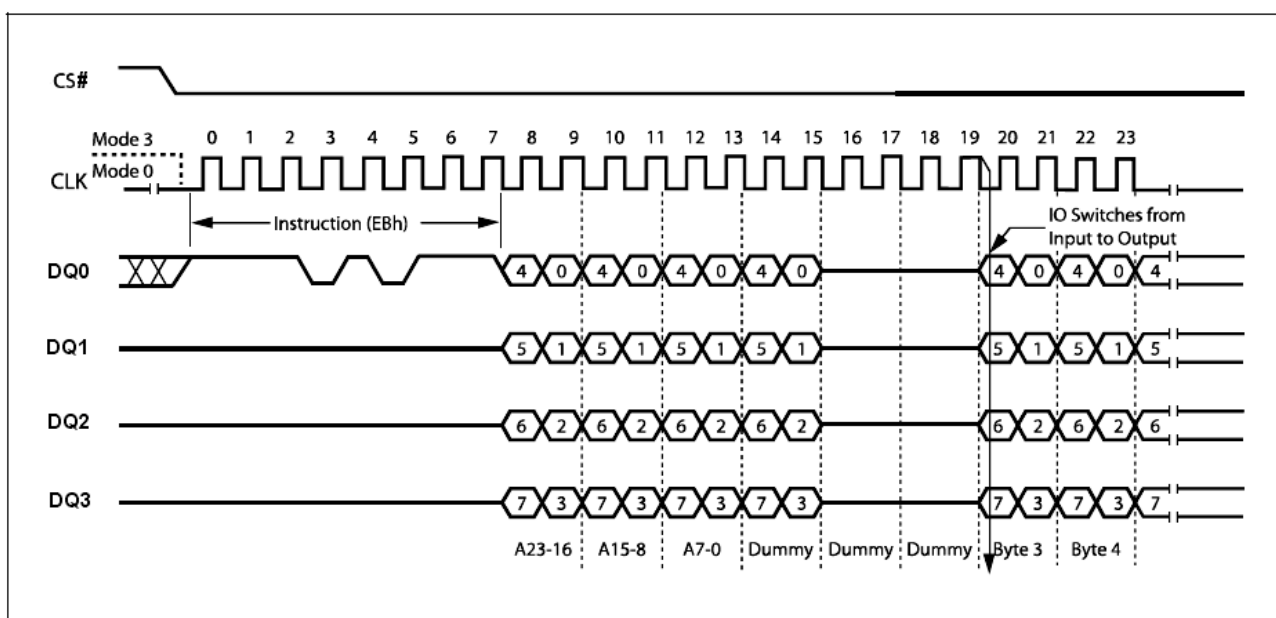 CS#
Mode 3
Mode 0
CLK
0 1 2 3 4 5 6 7 8 9 10 11 12 13 14 15 16 17 18 19 20 21 22 23
Instruction (EBh)
IO Switches from
Input to Output
DQ0 4 0 4 0 4 0 4 0 4 0 4 0 4
DQ1 5 1 5 1 5 1 5 1 5 1 5 1 5
DQ2 6 2 6 2 6 2 6 2 6 2 6 2 6
DQ3 7 3 7 3 7 3 7 3 7 3 7 3 7
A23-16 A15-8 A7-0 Dummy Dummy Dummy Byte 3 Byte 4